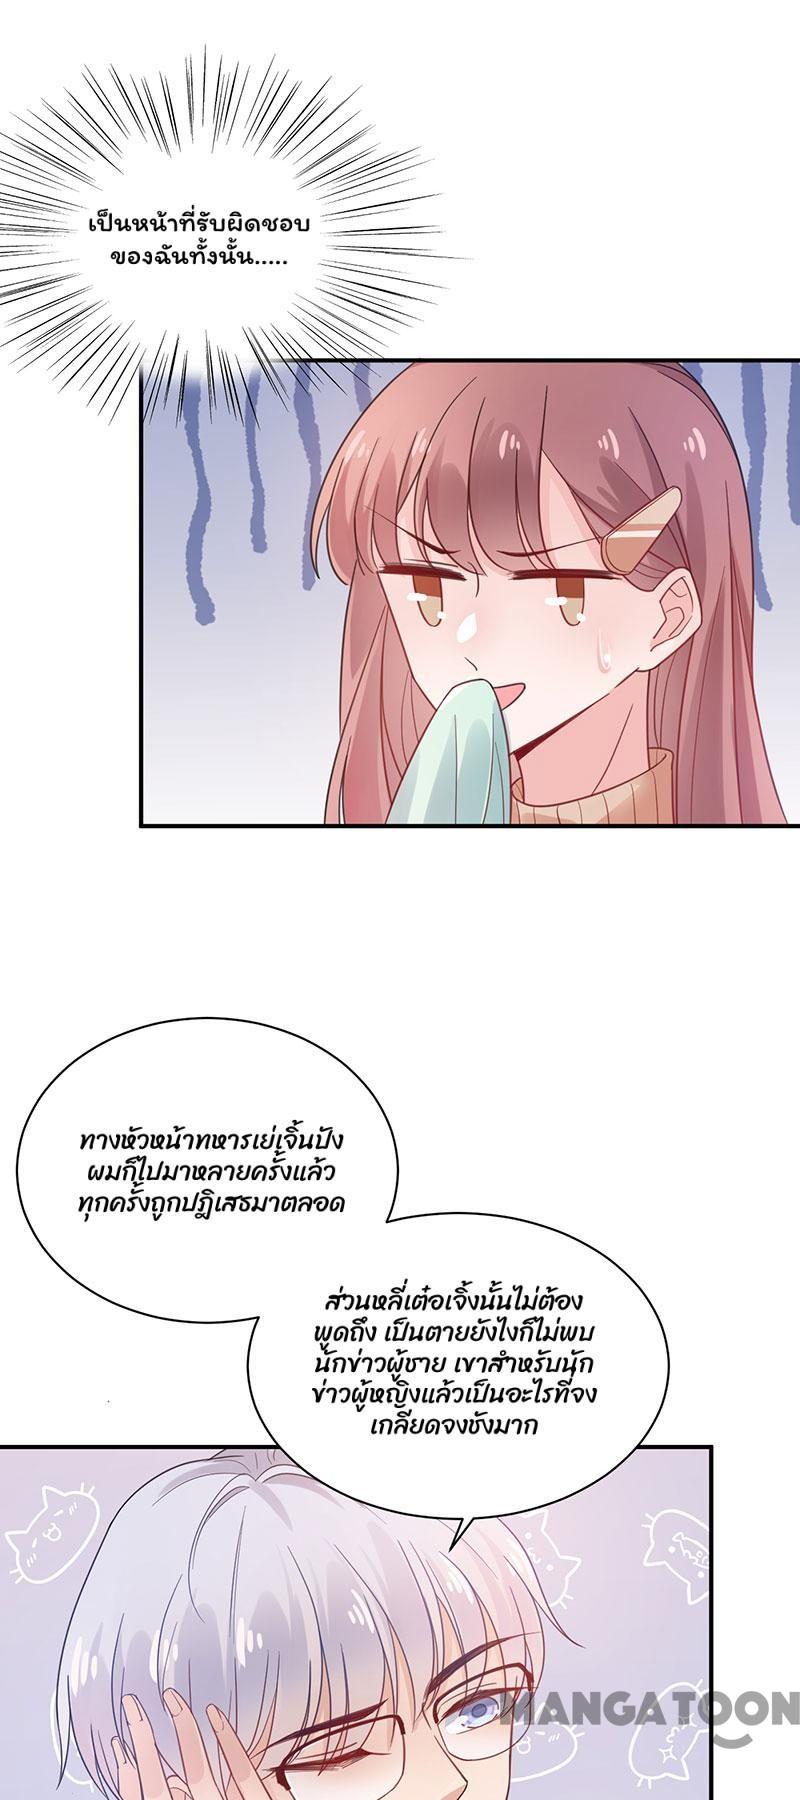 เป็นหน้าที่รับผิดชอบ
ของฉันทั้งนั้น.....
ทางหัวหน้าทหารเย่เจิ้นปัง
ผมก็ไปมาหลายครั้งแล้ว
ทุกครั้งถูกปฎิเสธมาตลอด
ส่วนหลี่เต๋อเจิ้งนั้นไม่ต้อง
พูดถึง เป็นตายยังไงก็ไม่พบ
นักข่าวผู้ชาย เขาสำหรับนัก
ข่าวผู้หญิงแล้วเป็นอะไรที่จง
เกลียดจงชังมาก
MANGATOON